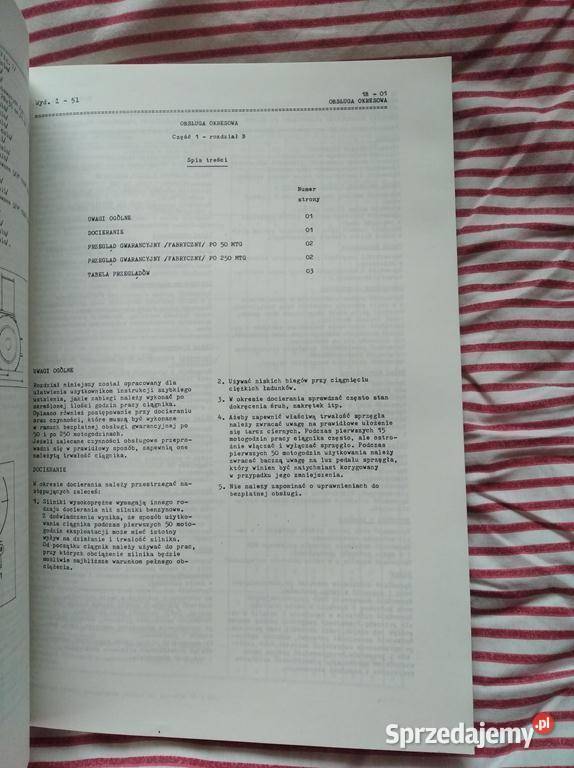 Wyd. 1 - 51
1B - 01
OBSŁUGA OKRESOWA
OBSŁUGA OKRESOWA
Część 1 - rozdział B
Spis treści
Numer
strony
UWAGI OGÓLNE 01
DOCIERANIE 01
PRZEGLĄD GWARANCYJNY /FABRYCZNY/ PO 50 MTG 02
PRZEGLĄD GWARANCYJNY /FABRYCZNY/ PO 250 MTG 02
TABELA PRZEGLĄDÓW 03
UWAGI OGÓLNE
Rozdział niniejszy został opracowany dla
ułatwienia użytkownikom instrukcji szybkiego
ustalenia, jakie zabiegi należy wykonać po
określonej ilości godzin pracy ciągnika.
Opisano również postępowanie przy docieraniu
oraz czynności, które muszą być wykonane
w ramach bezpłatnej obsługi gwarancyjnej po
50 i po 250 motogodzinach.
Jeżeli zalecane czynności obsługowe przepro-
wadzi się w prawidłowy sposób, zapewnią one
należytą trwałość ciągnika.
DOCIERANIE
W okresie docierania należy przestrzegać na-
stępujących zaleceń:
1. Silniki wysokoprężne wymagają innego ro-
dzaju docierania niż silniki benzynowe.
Z doświadczenia wynika, że sposób użytko-
wania ciągnika podczas pierwszych 50 moto-
godzin eksploatacji może mieć istotny
wpływ na działanie i trwałość silnika.
Od początku ciągnik należy używać do prac,
przy których obciążenie silnika będzie
możliwie najbliższe warunkom pełnego ob-
ciążenia.
2. Używać niskich biegów przy ciągnięciu
ciężkich ładunków.
3. W okresie docierania sprawdzać często stan
dokręcenia śrub, nakrętek itp.
4. Ażeby zapewnić właściwą trwałość sprzęgła
należy zwracać uwagę na prawidłowe ułożenie
się tarcz ciernych. Podczas pierwszych 15
motogodzin pracy ciągnika często, ale ostro-
żnie włączać i wyłączać sprzęgło. Podczas
pierwszych 50 motogodzin użytkowania należy
zwracać baczną uwagę na luz pedału sprzęgła,
który winien być natychmiast korygowany
w przypadku jego zmniejszenia.
5. Nie należy zapominać o uprawnieniach do
bezpłatnej obsługi.
Sprzedajemy.pl